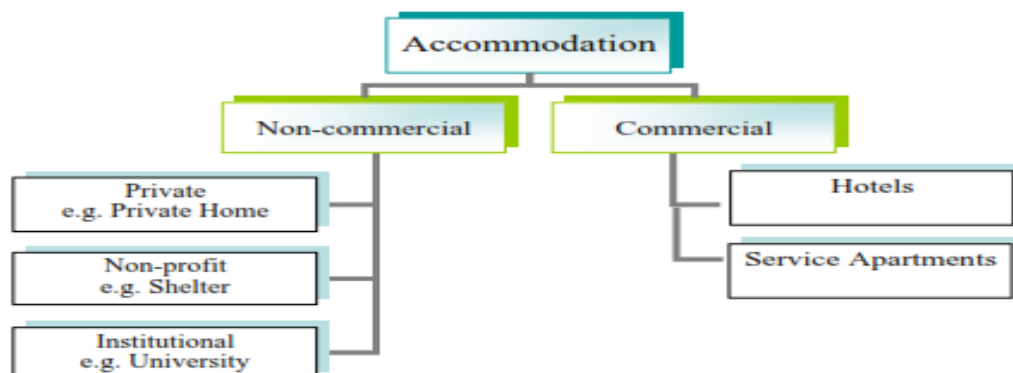 Accommodation
Non-commercial
Commercial
Private
e.g. Private Home
Non-profit
e.g. Shelter
Institutional
e.g. University
Hotels
Service Apartments